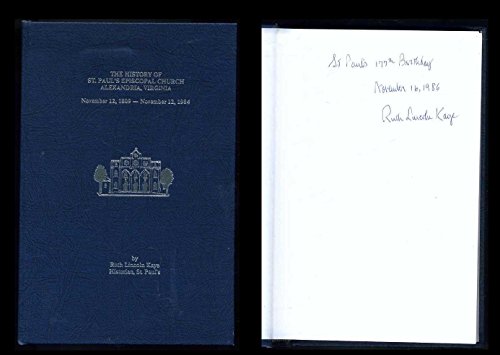 THE HISTORY OF
ST. PAUL'S EPISCOPAL CHURCH
ALEXANDRIA, VIRGINIA
November 12, 1809 — November 12, 1984
by
Ruth Lincoln Kaye
Historian, St. Paul's
St Paul's 177th Birthday
November 16, 1986
Ruth Lincoln Kaye